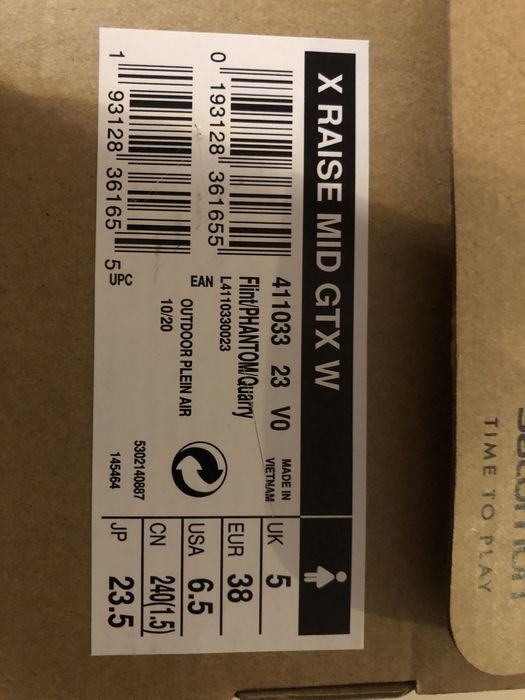 X RAISE MID GTX W
0 193128 361655
EAN
1 93128 36165 5
UPC
411033 23 V0
Flint/PHANTOM/Quarry
L4110330023
OUTDOOR PLEIN AIR
10/20
MADE IN
VIETNAM
5302140887
145464
UK 5
EUR 38
USA 6.5
CN 240(1.5)
JP 23.5
TIME TO PLAY